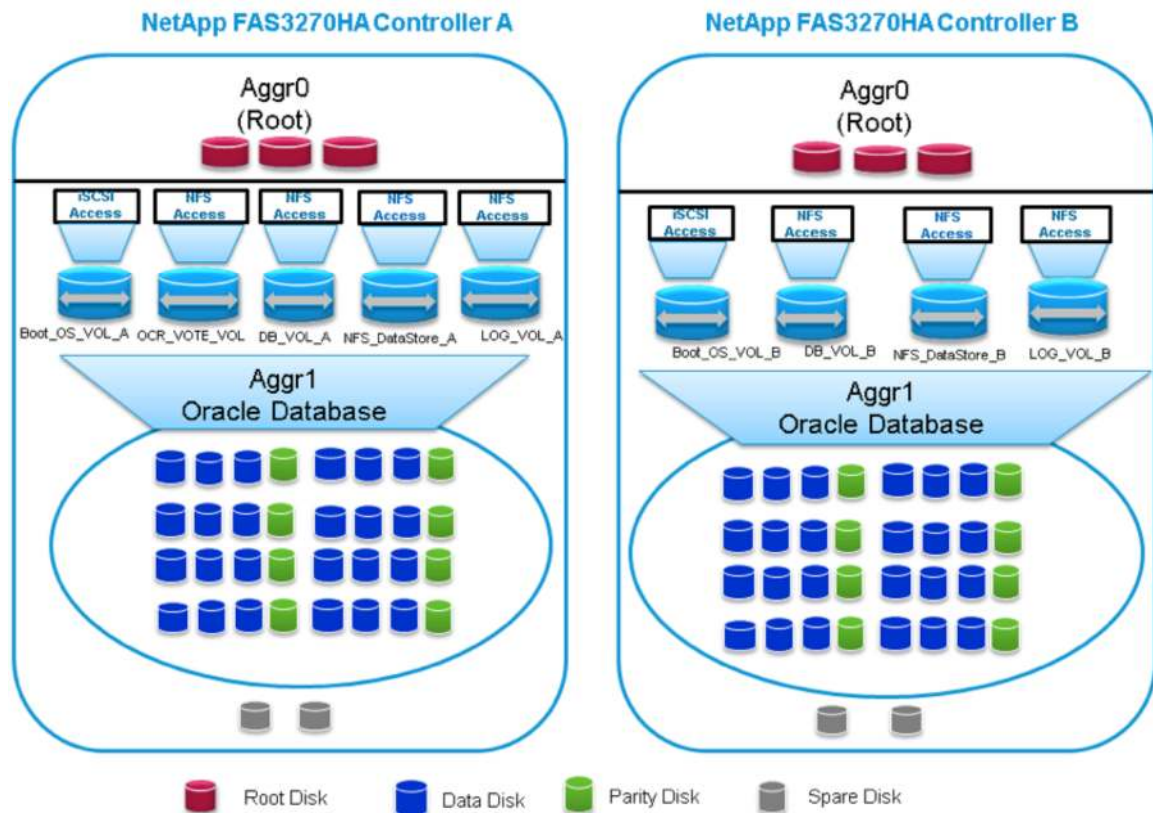 NetApp FAS3270HA Controller A
NetApp FAS3270HA Controller B
Aggr0
(Root)
iSCSI
Access
NFS
Access
NFS
Access
NFS
Access
NFS
Access
Boot_OS_VOL_A
OCR_VOTE_VOL
DB_VOL_A
NFS_DataStore_A
LOG_VOL_A
Aggr1
Oracle Database
Aggr0
(Root)
iSCSI
Access
NFS
Access
NFS
Access
NFS
Access
Boot_OS_VOL_B
DB_VOL_B
NFS_DataStore_B
LOG_VOL_B
Aggr1
Oracle Database
Root Disk
Data Disk
Parity Disk
Spare Disk